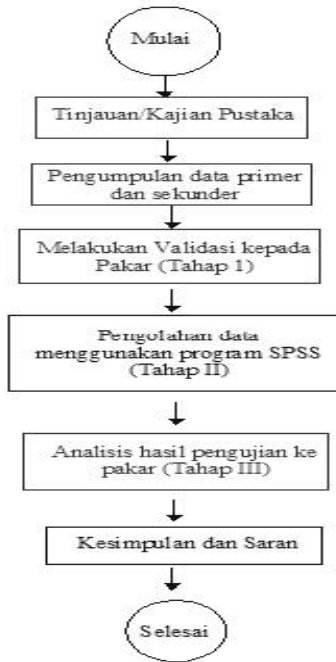 Mulai
Tinjauan/Kajian Pustaka
Pengumpulan data primer
dan sekunder
Melakukan Validasi kepada
Pakar (Tahap 1)
Pengolahan data
menggunakan program SPSS
(Tahap II)
Analisis hasil pengujian ke
pakar (Tahap III)
Kesimpulan dan Saran
Selesai